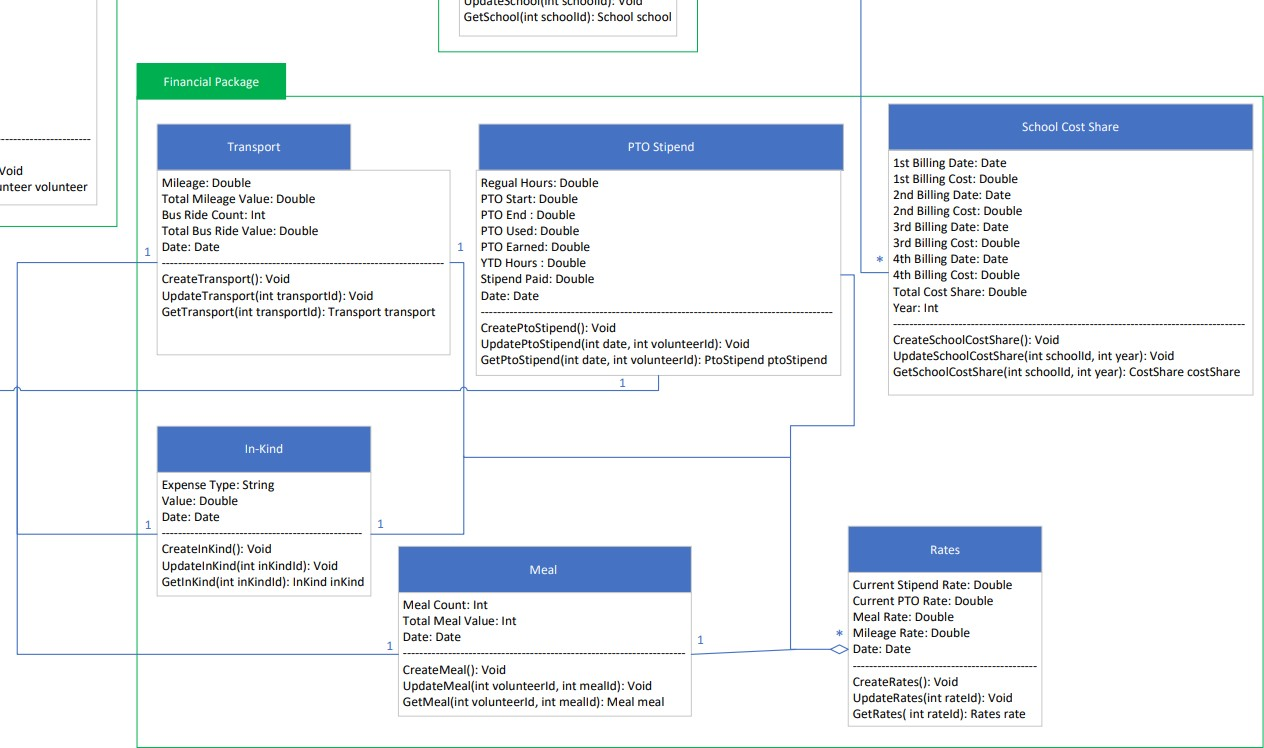 UpdateSchool(int schoolId): Void
GetSchool(int schoolId): School school
Void
unteer volunteer
Financial Package
Transport
Mileage: Double
Total Mileage Value: Double
Bus Ride Count: Int
Total Bus Ride Value: Double
Date: Date
CreateTransport(): Void
UpdateTransport(int transportId): Void
GetTransport(int transportId): Transport transport
1
1
PTO Stipend
Regual Hours: Double
PTO Start: Double
PTO End : Double
PTO Used: Double
PTO Earned: Double
YTD Hours : Double
Stipend Paid: Double
Date: Date
CreatePtoStipend(): Void
UpdatePtoStipend(int date, int volunteerId): Void
GetPtoStipend(int date, int volunteerId): PtoStipend ptoStipend
1
School Cost Share
1st Billing Date: Date
1st Billing Cost: Double
2nd Billing Date: Date
2nd Billing Cost: Double
3rd Billing Date: Date
3rd Billing Cost: Double
4th Billing Date: Date
4th Billing Cost: Double
Total Cost Share: Double
Year: Int
CreateSchoolCostShare(): Void
UpdateSchoolCostShare(int schoolId, int year): Void
GetSchoolCostShare(int schoolId, int year): CostShare costShare
*
In-Kind
Expense Type: String
Value: Double
Date: Date
CreateInKind(): Void
UpdateInKind(int inKindId): Void
GetInKind(int inKindId): InKind inKind
1
1
Meal
Meal Count: Int
Total Meal Value: Int
Date: Date
CreateMeal(): Void
UpdateMeal(int volunteerId, int mealId): Void
GetMeal(int volunteerId, int mealId): Meal meal
1
1
Rates
Current Stipend Rate: Double
Current PTO Rate: Double
Meal Rate: Double
Mileage Rate: Double
Date: Date
CreateRates(): Void
UpdateRates(int rateId): Void
GetRates( int rateId): Rates rate
*